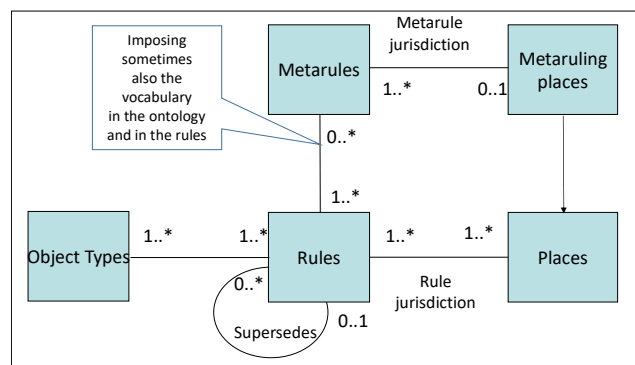 Imposing
sometimes
also the
vocabulary
in the ontology
and in the rules
Metarules
Metarule
jurisdiction
Metaruling
places
1..*
0..1
0..*
1..*
Object Types
1..*
1..*
Rules
1..*
1..*
Places
Rule
jurisdiction
0..*
0..1
Supersedes